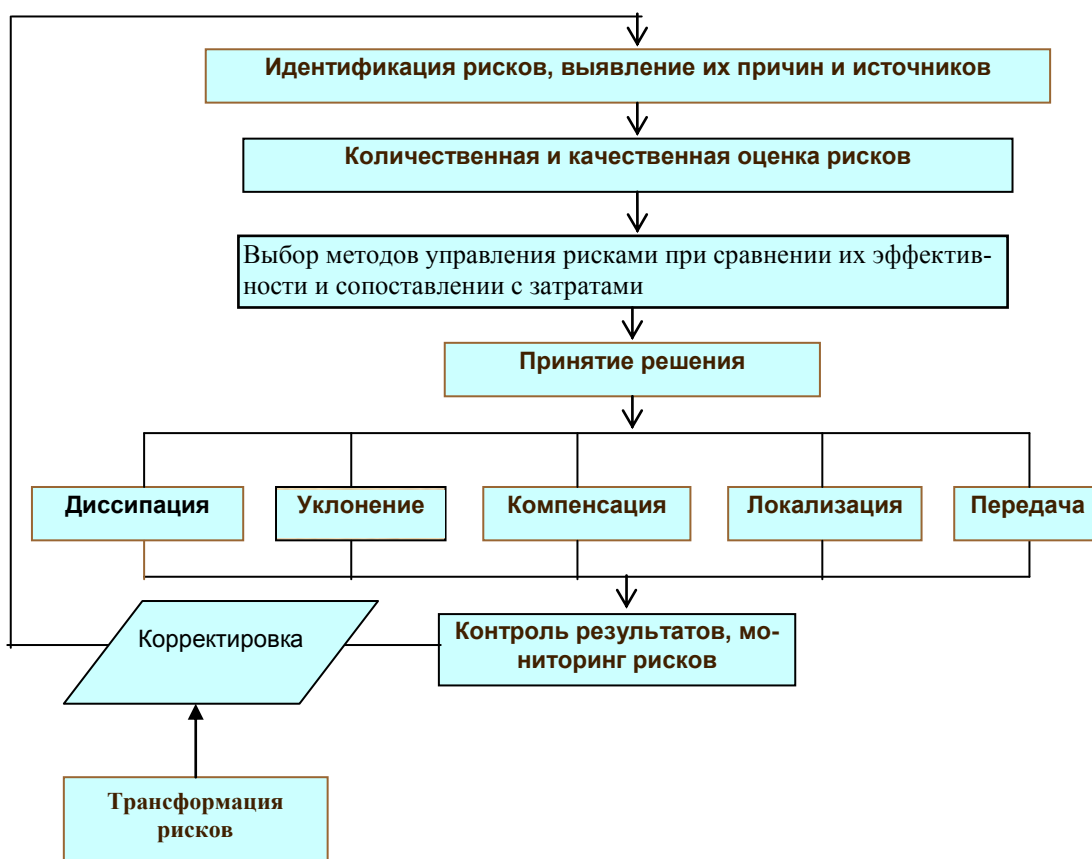 Идентификация рисков, выявление их причин и источников
Количественная и качественная оценка рисков
Выбор методов управления рисками при сравнении их эффектив-
ности и сопоставлении с затратами
Принятие решения
Диссипация
Уклонение
Компенсация
Локализация
Передача
Корректировка
Контроль результатов, мо-
ниторинг рисков
Трансформация
рисков